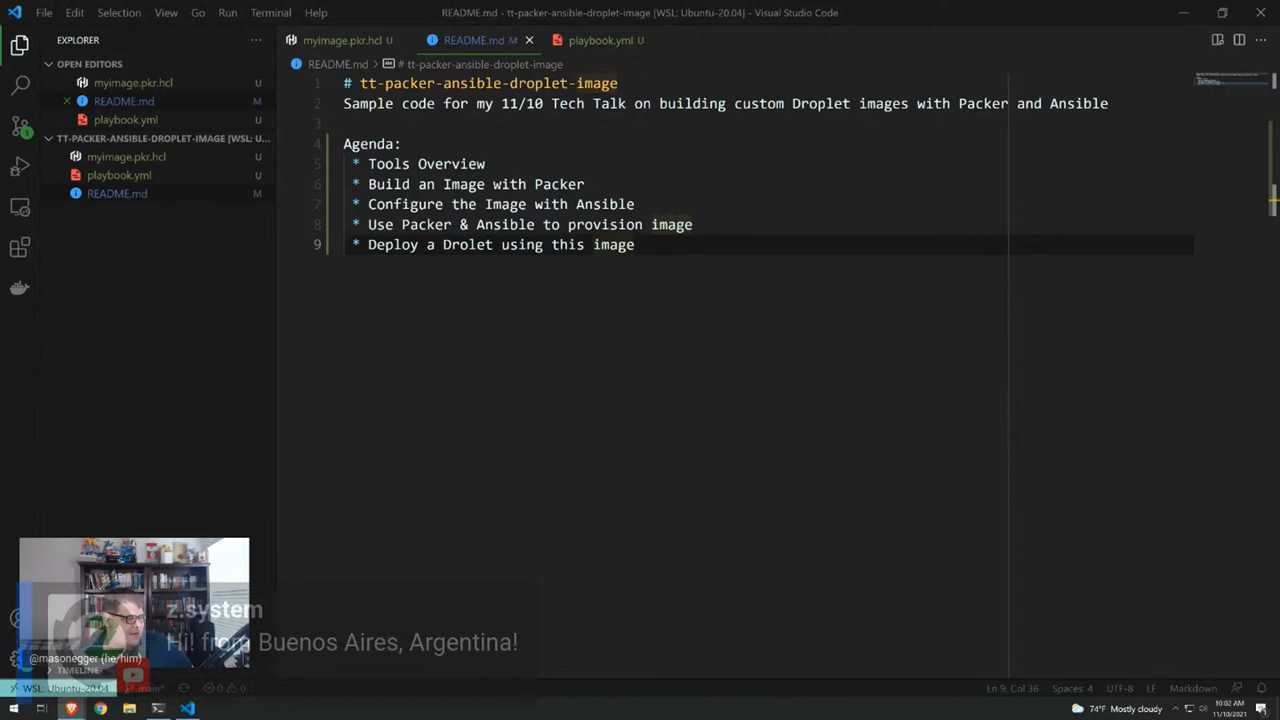 File Edit Selection View Go Run Terminal Help
README.md - tt-packer-ansible-droplet-image [WSL: Ubuntu-20.04] - Visual Studio Code
EXPLORER
OPEN EDITORS
myimage.pkr.hcl U
README.md M
playbook.yml U
TT-PACKER-ANSIBLE-DROPLET-IMAGE [WSL: U...
myimage.pkr.hcl U
playbook.yml U
README.md M
myimage.pkr.hcl U
README.md M
playbook.yml U
README.md > # tt-packer-ansible-droplet-image
1 # tt-packer-ansible-droplet-image
2 Sample code for my 11/10 Tech Talk on building custom Droplet images with Packer and Ansible
3
4 Agenda:
5 * Tools Overview
6 * Build an Image with Packer
7 * Configure the Image with Ansible
8 * Use Packer & Ansible to provision image
9 * Deploy a Drolet using this image
z.system
Hi! from Buenos Aires, Argentina!
@masonegger (he/him)
TIMELINE
WSL: Ubuntu-20.04 main* 0 0
Ln 9, Col 36 Spaces: 4 UTF-8 LF Markdown
74°F Mostly cloudy
10:02 AM
11/10/2021